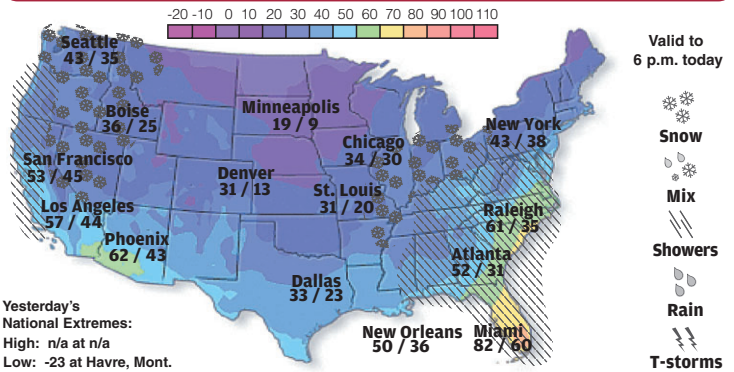 -20 -10 0 10 20 30 40 50 60 70 80 90 100 110
Valid to
6 p.m. today
Seattle
43 / 35
Boise
36 / 25
Minneapolis
19 / 9
New York
43 / 38
Chicago
34 / 30
San Francisco
53 / 45
Denver
31 / 13
St. Louis
31 / 20
Los Angeles
57 / 44
Raleigh
61 / 35
Phoenix
62 / 43
Atlanta
52 / 31
Dallas
33 / 23
New Orleans
50 / 36
Miami
82 / 60
Snow
Mix
Showers
Rain
T-storms
Yesterday's
National Extremes:
High: n/a at n/a
Low: -23 at Havre, Mont.